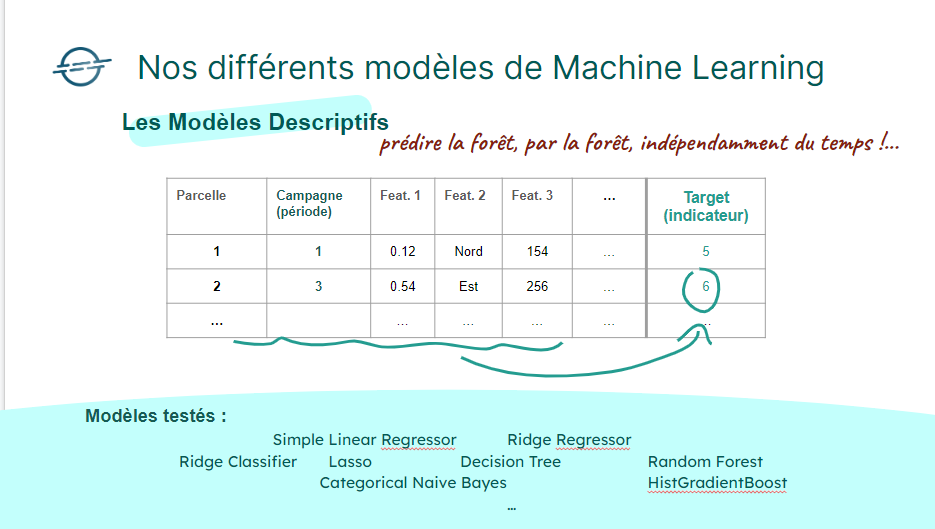 Nos différents modèles de Machine Learning
Les Modèles Descriptifs
prédire la forêt, par la forêt, indépendamment du temps !...
Parcelle Campagne (période) Feat. 1 Feat. 2 Feat. 3 ... Target (indicateur)
1 1 0.12 Nord 154 ... 5
2 3 0.54 Est 256 ... 6
... ... ... ... ... ...
Modèles testés :
Simple Linear Regressor Ridge Regressor
Ridge Classifier Lasso Decision Tree Random Forest
Categorical Naive Bayes HistGradientBoost
...